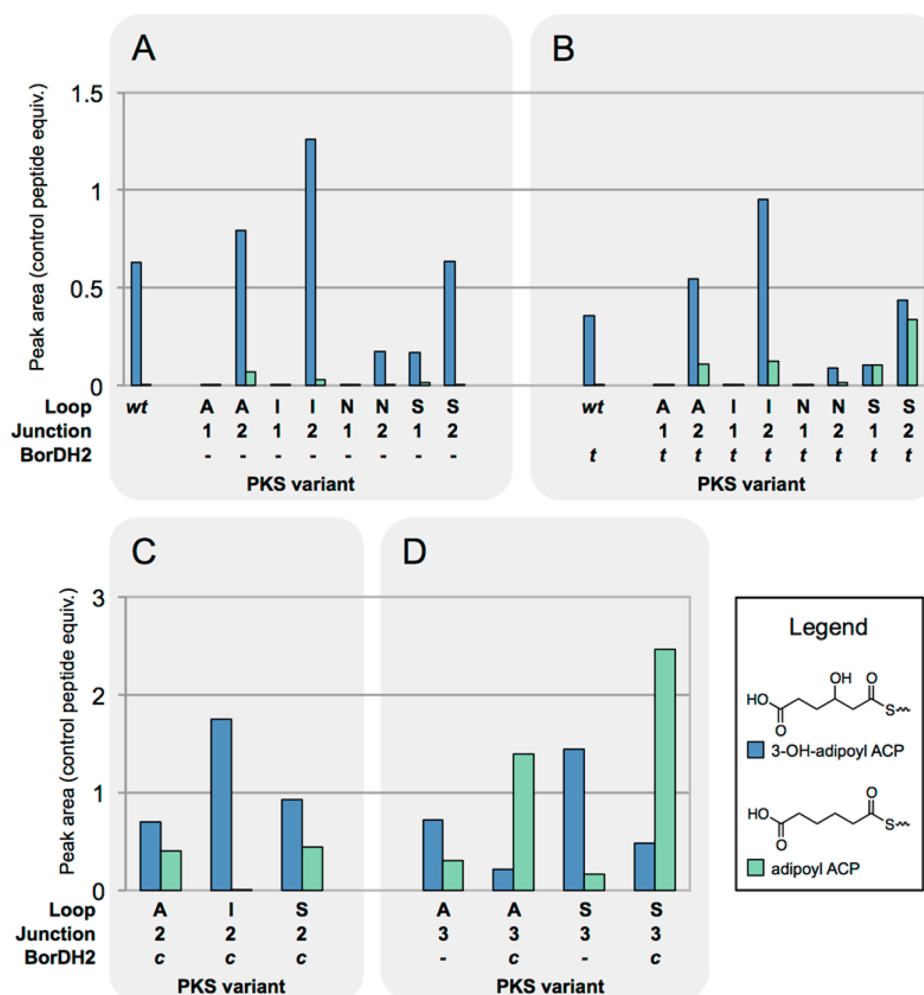 A
B
Peak area (control peptide equiv.)
1.5
1
0.5
0
Loop wt A A I I N N S S wt A A I I N N S S
Junction 1 2 1 2 1 2 1 2 1 2 1 2 1 2 1 2
BorDH2 - - - - - - - - - t t t t t t t t t
PKS variant PKS variant
C
D
Peak area (control peptide equiv.)
3
2
1
0
Loop A I S A A S S
Junction 2 2 2 3 3 3 3
BorDH2 c c c - c - c
PKS variant PKS variant
Legend
OH O
HO S
O
3-OH-adipoyl ACP
O
HO S
O
adipoyl ACP